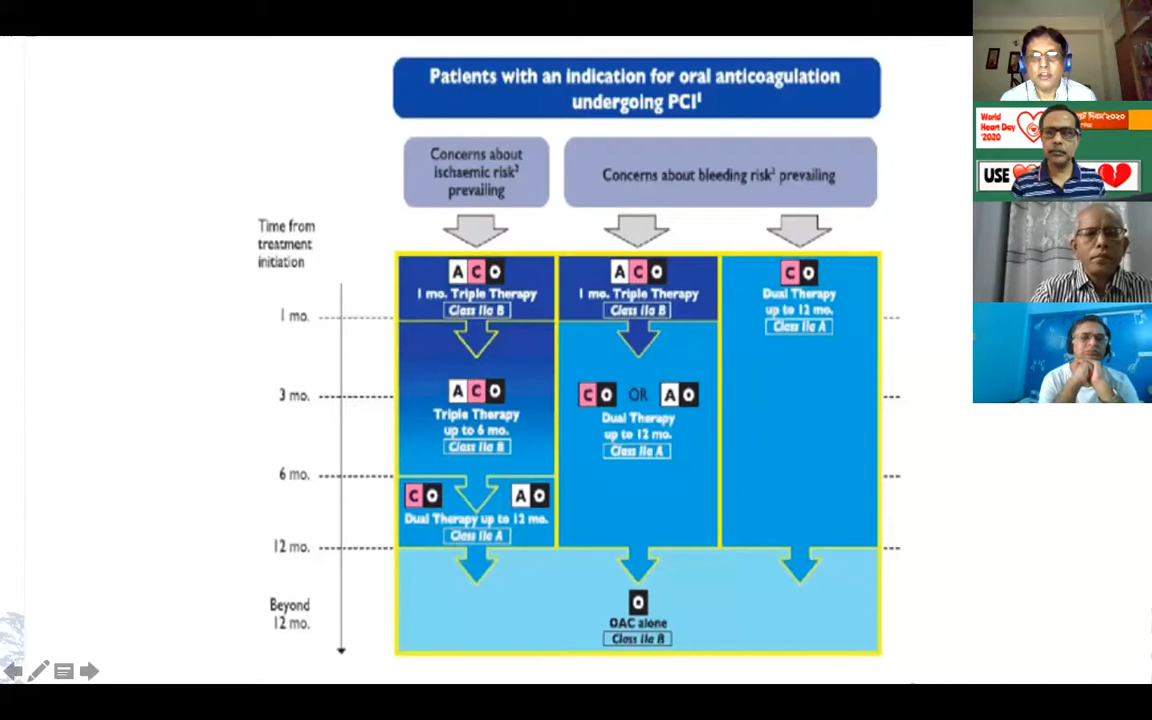 Patients with an indication for oral anticoagulation
undergoing PCI¹
Concerns about
ischaemic risk²
prevailing
Concerns about bleeding risk³ prevailing
Time from
treatment
initiation
A C O
1 mo. Triple Therapy
Class IIa B
A C O
1 mo. Triple Therapy
Class IIa B
C O
Dual Therapy
up to 12 mo.
Class IIa A
1 mo.
3 mo.
A C O
Triple Therapy
up to 6 mo.
Class IIa B
C O OR A O
Dual Therapy
up to 12 mo.
Class IIa A
6 mo.
C O
A O
Dual Therapy up to 12 mo.
Class IIa A
12 mo.
Beyond
12 mo.
O
OAC alone
Class IIa B
World
Heart Day
'2020
দিবস'২০২০
USE